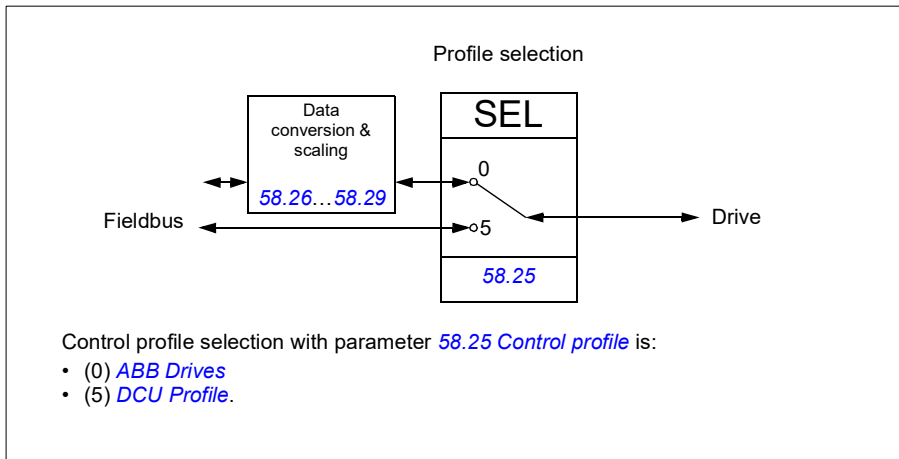 Profile selection
Data
conversion &
scaling
58.26…58.29
SEL
0
5
58.25
Fieldbus
Drive
Control profile selection with parameter 58.25 Control profile is:
• (0) ABB Drives
• (5) DCU Profile.